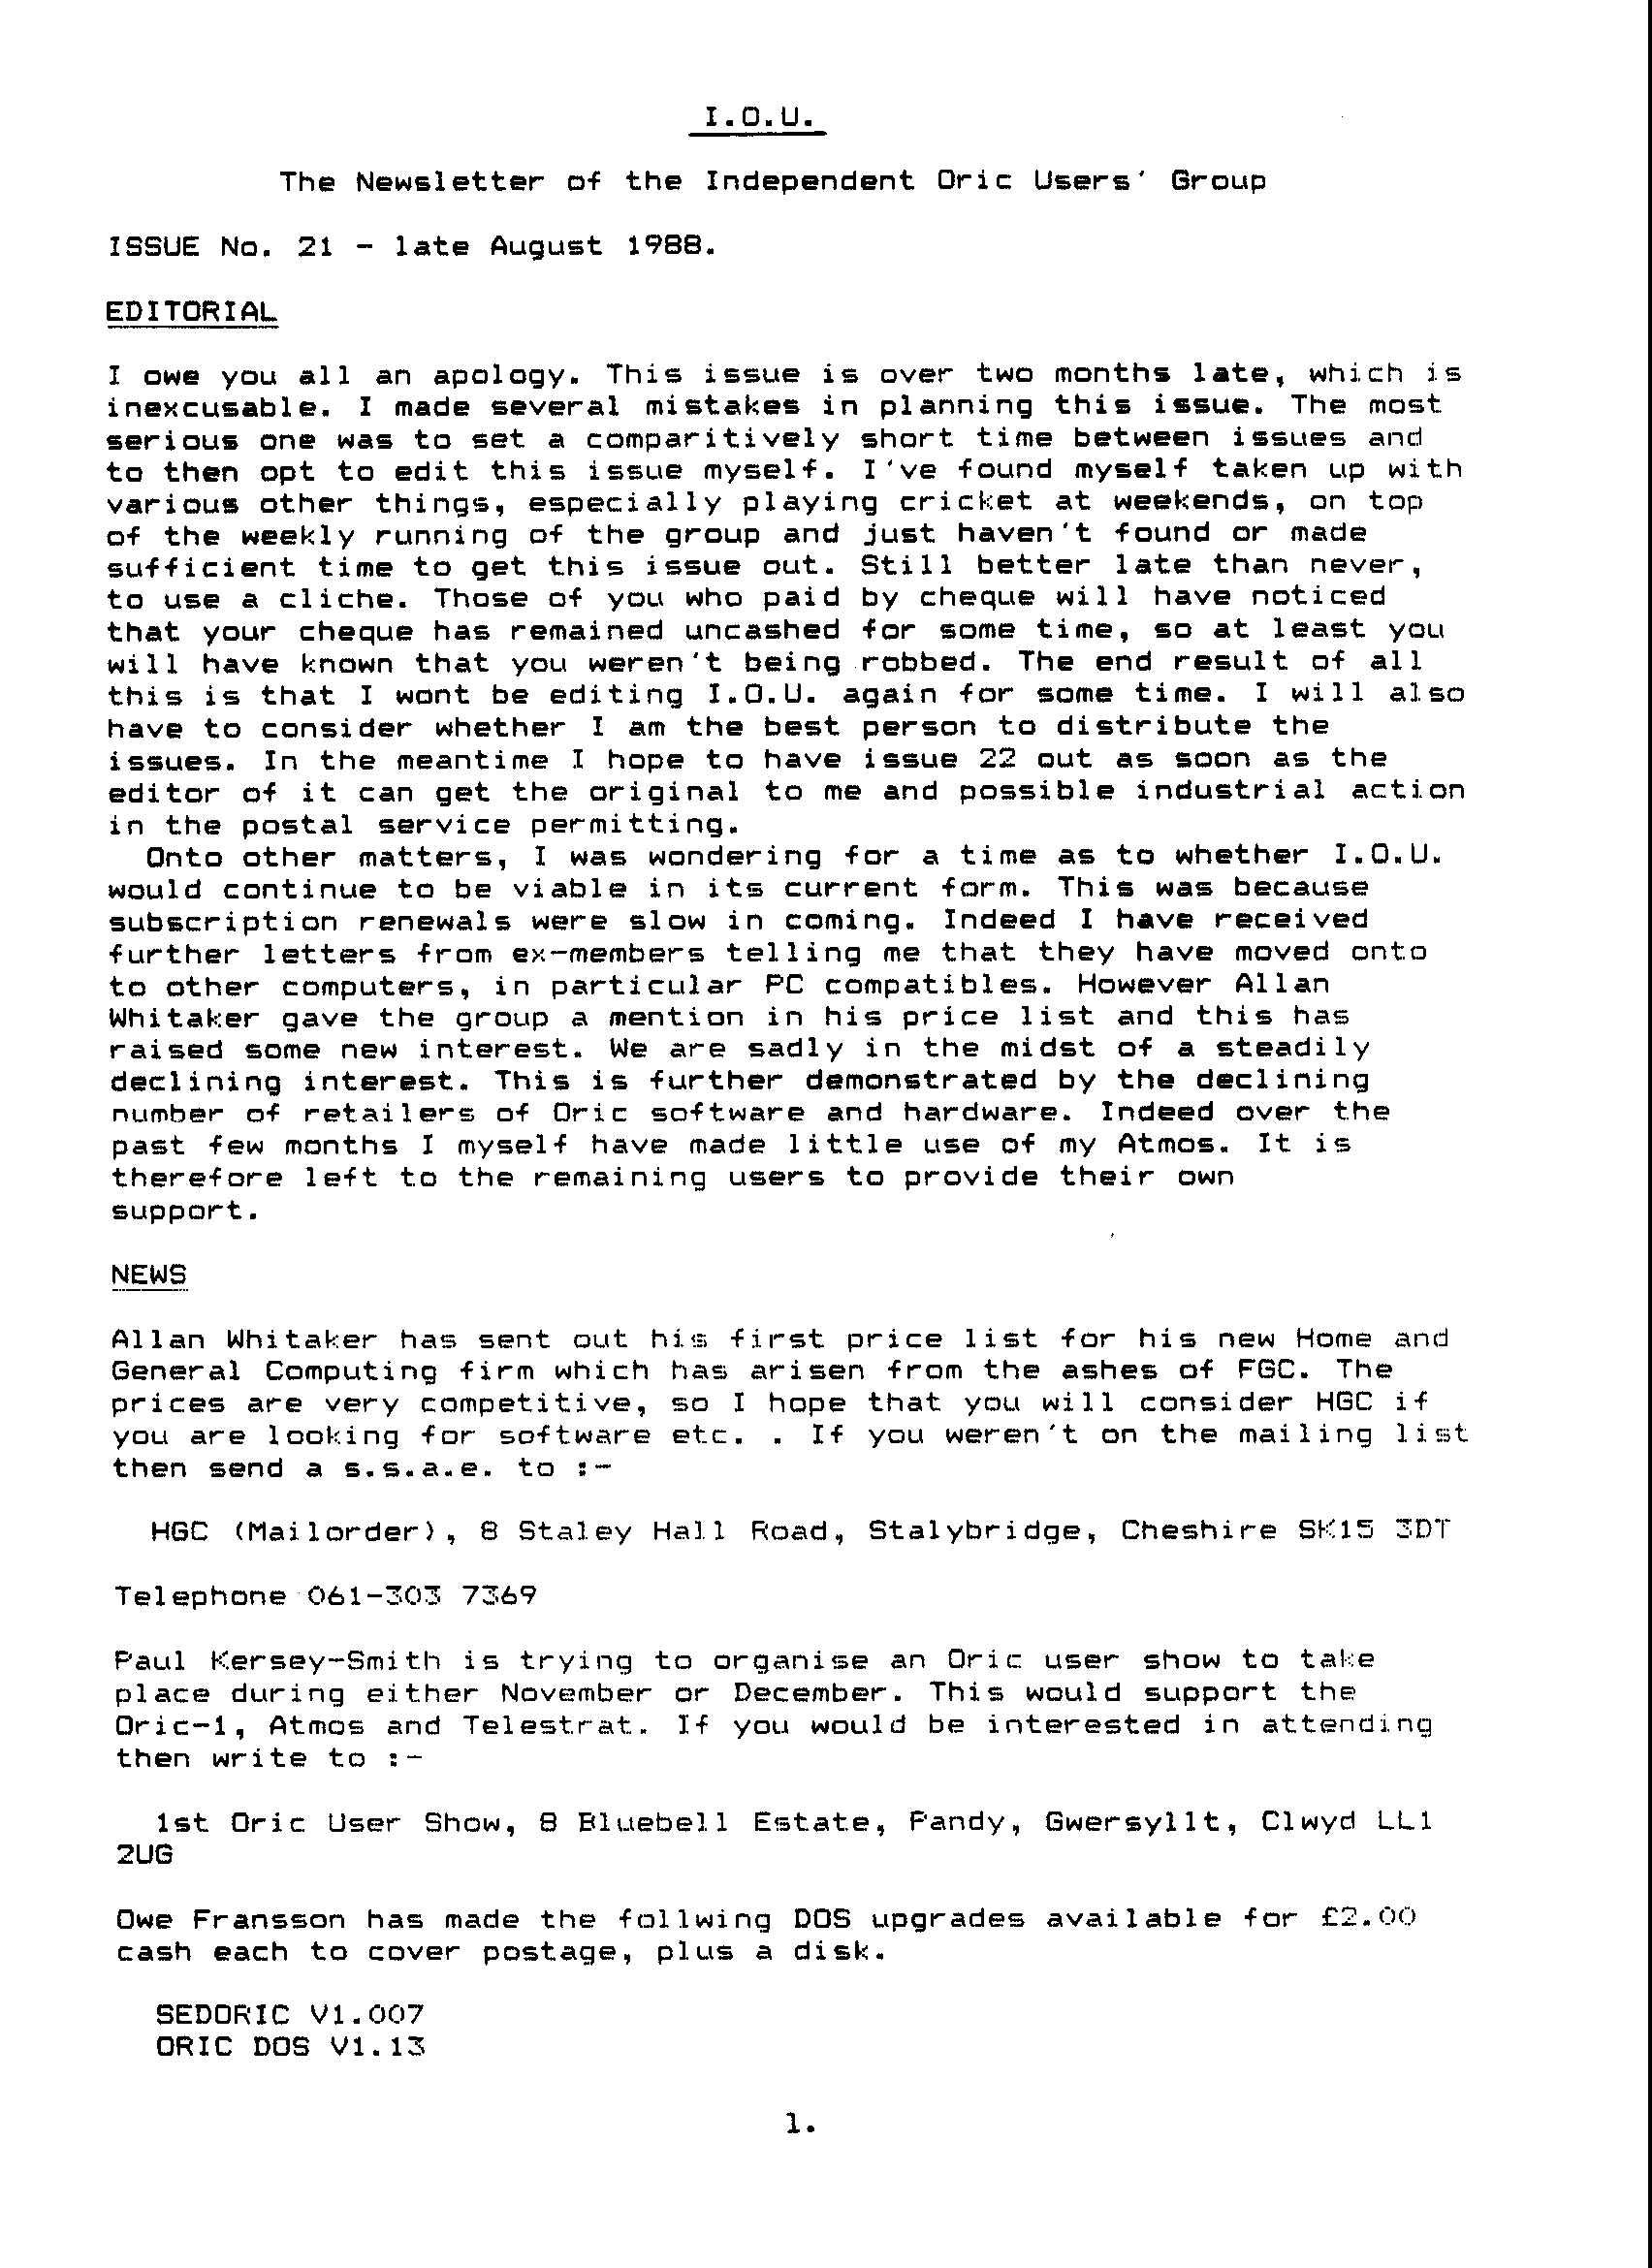 I.O.U.
The Newsletter of the Independent Oric Users' Group
ISSUE No. 21 - late August 1988.
EDITORIAL
I owe you all an apology. This issue is over two months late, which is
inexcusable. I made several mistakes in planning this issue. The most
serious one was to set a comparitively short time between issues and
to then opt to edit this issue myself. I've found myself taken up with
various other things, especially playing cricket at weekends, on top
of the weekly running of the group and just haven't found or made
sufficient time to get this issue out. Still better late than never,
to use a cliche. Those of you who paid by cheque will have noticed
that your cheque has remained uncashed for some time, so at least you
will have known that you weren't being robbed. The end result of all
this is that I wont be editing I.O.U. again for some time. I will also
have to consider whether I am the best person to distribute the
issues. In the meantime I hope to have issue 22 out as soon as the
editor of it can get the original to me and possible industrial action
in the postal service permitting.
Onto other matters, I was wondering for a time as to whether I.O.U.
would continue to be viable in its current form. This was because
subscription renewals were slow in coming. Indeed I have received
further letters from ex-members telling me that they have moved onto
to other computers, in particular PC compatibles. However Allan
Whitaker gave the group a mention in his price list and this has
raised some new interest. We are sadly in the midst of a steadily
declining interest. This is further demonstrated by the declining
number of retailers of Oric software and hardware. Indeed over the
past few months I myself have made little use of my Atmos. It is
therefore left to the remaining users to provide their own
support.
NEWS
Allan Whitaker has sent out his first price list for his new Home and
General Computing firm which has arisen from the ashes of FGC. The
prices are very competitive, so I hope that you will consider HGC if
you are looking for software etc. . If you weren't on the mailing list
then send a s.s.a.e. to :-
HGC (Mailorder), 8 Staley Hall Road, Stalybridge, Cheshire SK15 3DT
Telephone 061-303 7369
Paul Kersey-Smith is trying to organise an Oric user show to take
place during either November or December. This would support the
Oric-1, Atmos and Telestrat. If you would be interested in attending
then write to :-
1st Oric User Show, 8 Bluebell Estate, Pandy, Gwersyllt, Clwyd LL1
2UG
Owe Fransson has made the follwing DOS upgrades available for £2.00
cash each to cover postage, plus a disk.
SEDORIC V1.007
ORIC DOS V1.13
1.